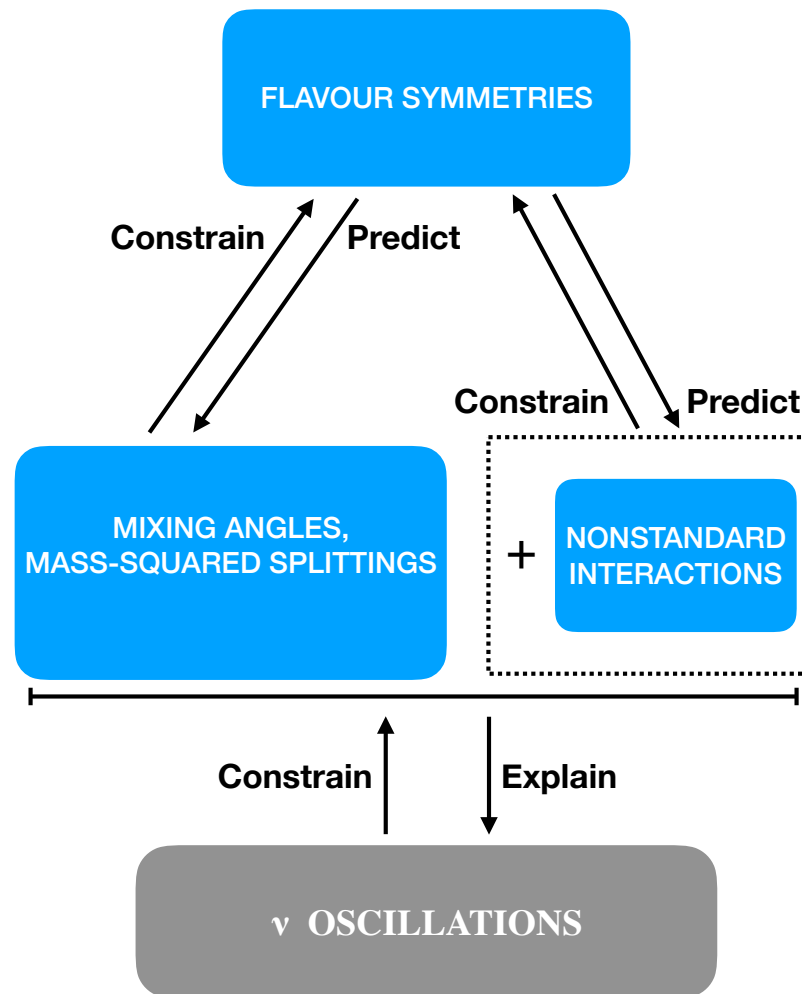 FLAVOUR SYMMETRIES
Constrain
Predict
Constrain
Predict
MIXING ANGLES,
MASS-SQUARED SPLITTINGS
+
NONSTANDARD
INTERACTIONS
Constrain
Explain
ν OSCILLATIONS